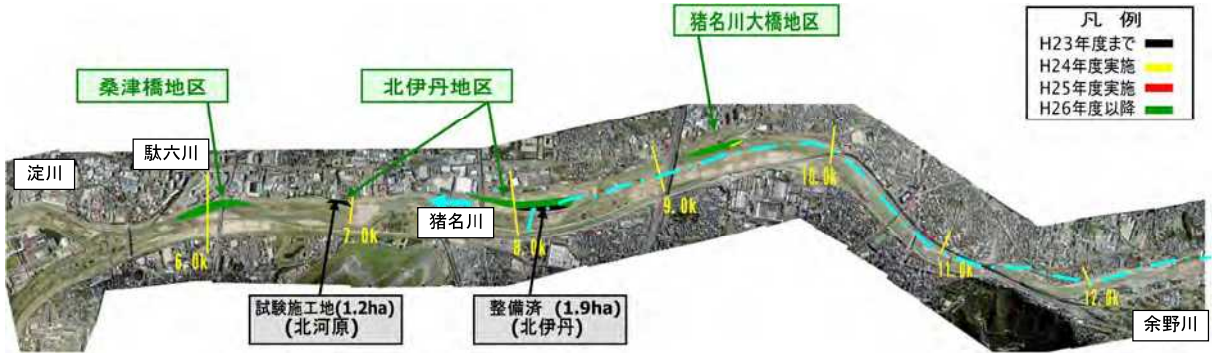 猪名川大橋地区
凡 例
H23年度まで
H24年度実施
H25年度実施
H26年度以降
桑津橋地区
北伊丹地区
駄六川
淀川
猪名川
余野川
6.0k
7.0k
8.0k
9.0k
10.0k
11.0k
12.0k
試験施工地(1.2ha)
(北河原)
整備済 (1.9ha)
(北伊丹)